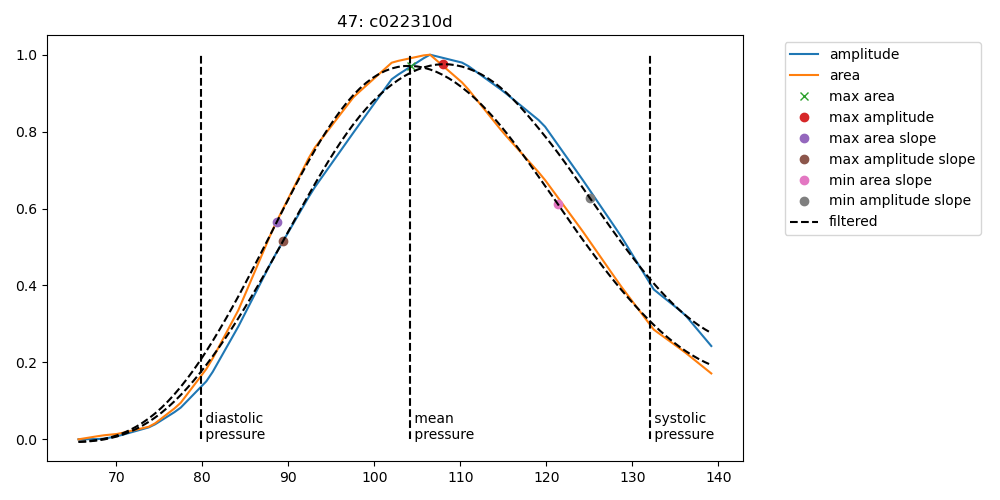 47: c022310d
1.0
0.8
0.6
0.4
0.2
0.0
70
80
90
100
110
120
130
140
diastolic
pressure
mean
pressure
systolic
pressure
amplitude
area
max area
max amplitude
max area slope
max amplitude slope
min area slope
min amplitude slope
filtered